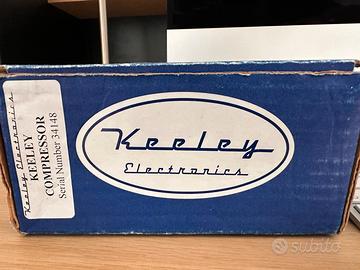 Keeley Electronics
KEELEY
COMPRESSOR
Serial Number 34148
Keeley
Electronics
subito